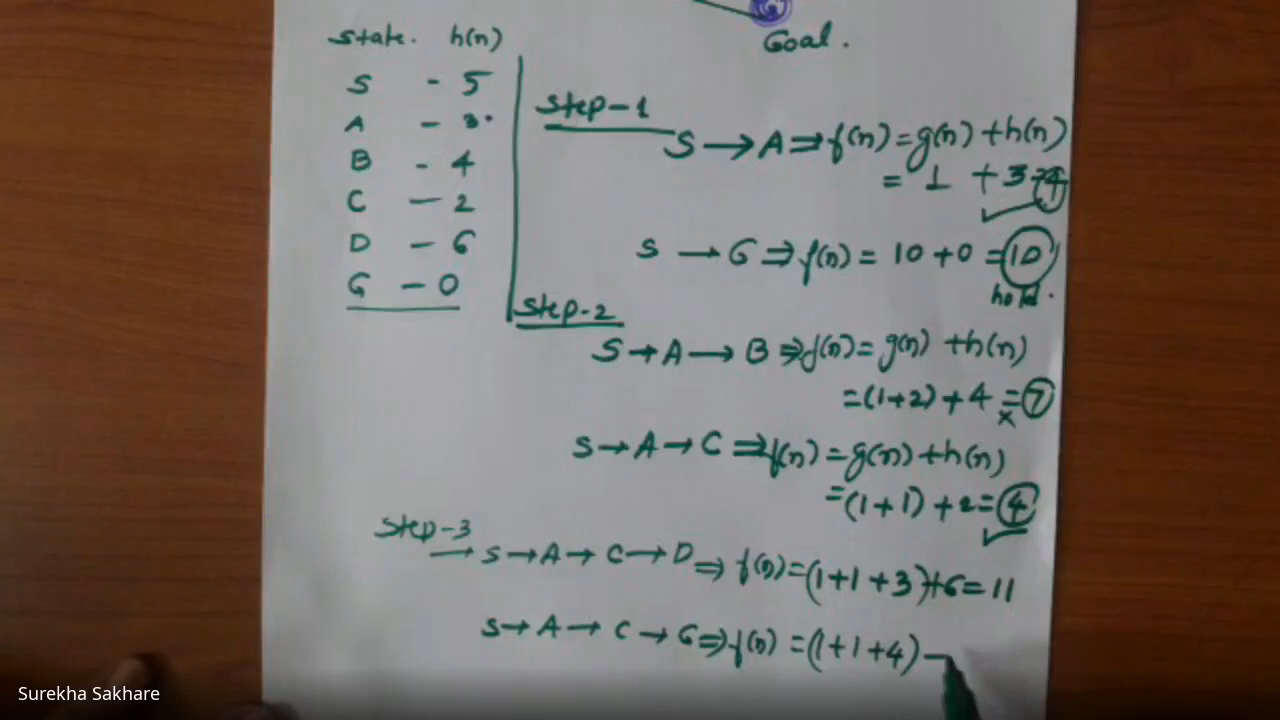 Goal.
State. h(n)
S - 5
A - 3.
B - 4
C - 2
D - 6
G - 0
Step-1
S → A ⇒ f(n) = g(n) + h(n)
= 1 + 3 = 4
S → G ⇒ f(n) = 10 + 0 = 10
hold.
Step-2
S → A → B ⇒ f(n) = g(n) + h(n)
= (1+2) + 4 = 7
x
S → A → C ⇒ f(n) = g(n) + h(n)
= (1+1) + 2 = 4
Step-3
→ S → A → C → D ⇒ f(n) = (1+1+3)+6 = 11
S → A → C → G ⇒ f(n) = (1+1+4) -
Surekha Sakhare